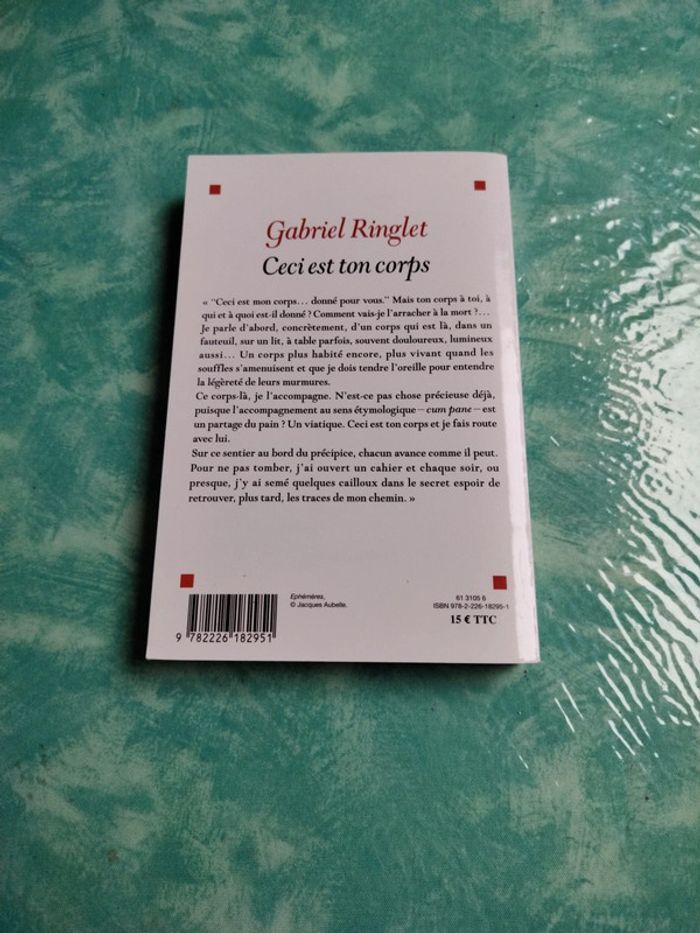 Gabriel Ringlet
Ceci est ton corps
« "Ceci est mon corps… donné pour vous." Mais ton corps à toi, à
qui et à quoi est-il donné ? Comment vais-je l'arracher à la mort ?…
Je parle d'abord, concrètement, d'un corps qui est là, dans un
fauteuil, sur un lit, à table parfois, souvent douloureux, lumineux
aussi… Un corps plus habité encore, plus vivant quand les
souffles s'amenuisent et que je dois tendre l'oreille pour entendre
la légèreté de leurs murmures.
Ce corps-là, je l'accompagne. N'est-ce pas chose précieuse déjà,
puisque l'accompagnement au sens étymologique – cum pane – est
un partage du pain ? Un viatique. Ceci est ton corps et je fais route
avec lui.
Sur ce sentier au bord du précipice, chacun avance comme il peut.
Pour ne pas tomber, j'ai ouvert un cahier et chaque soir, ou
presque, j'y ai semé quelques cailloux dans le secret espoir de
retrouver, plus tard, les traces de mon chemin. »
Ephémères,
© Jacques Aubelle.
61 3105 6
ISBN 978-2-226-18295-1
15 € TTC
9 782226 182951